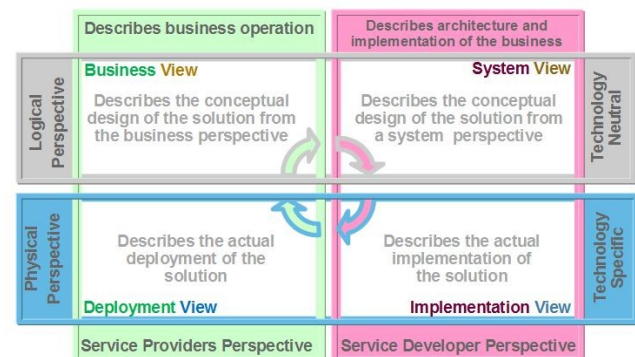 Describes business operation
Describes architecture and
implementation of the business
Logical
Perspective
Business View
Describes the conceptual
design of the solution from
the business perspective
System View
Describes the conceptual
design of the solution from
a system perspective
Technology
Neutral
Physical
Perspective
Describes the actual
deployment of the
solution
Deployment View
Describes the actual
implementation of
the solution
Implementation View
Technology
Specific
Service Providers Perspective
Service Developer Perspective